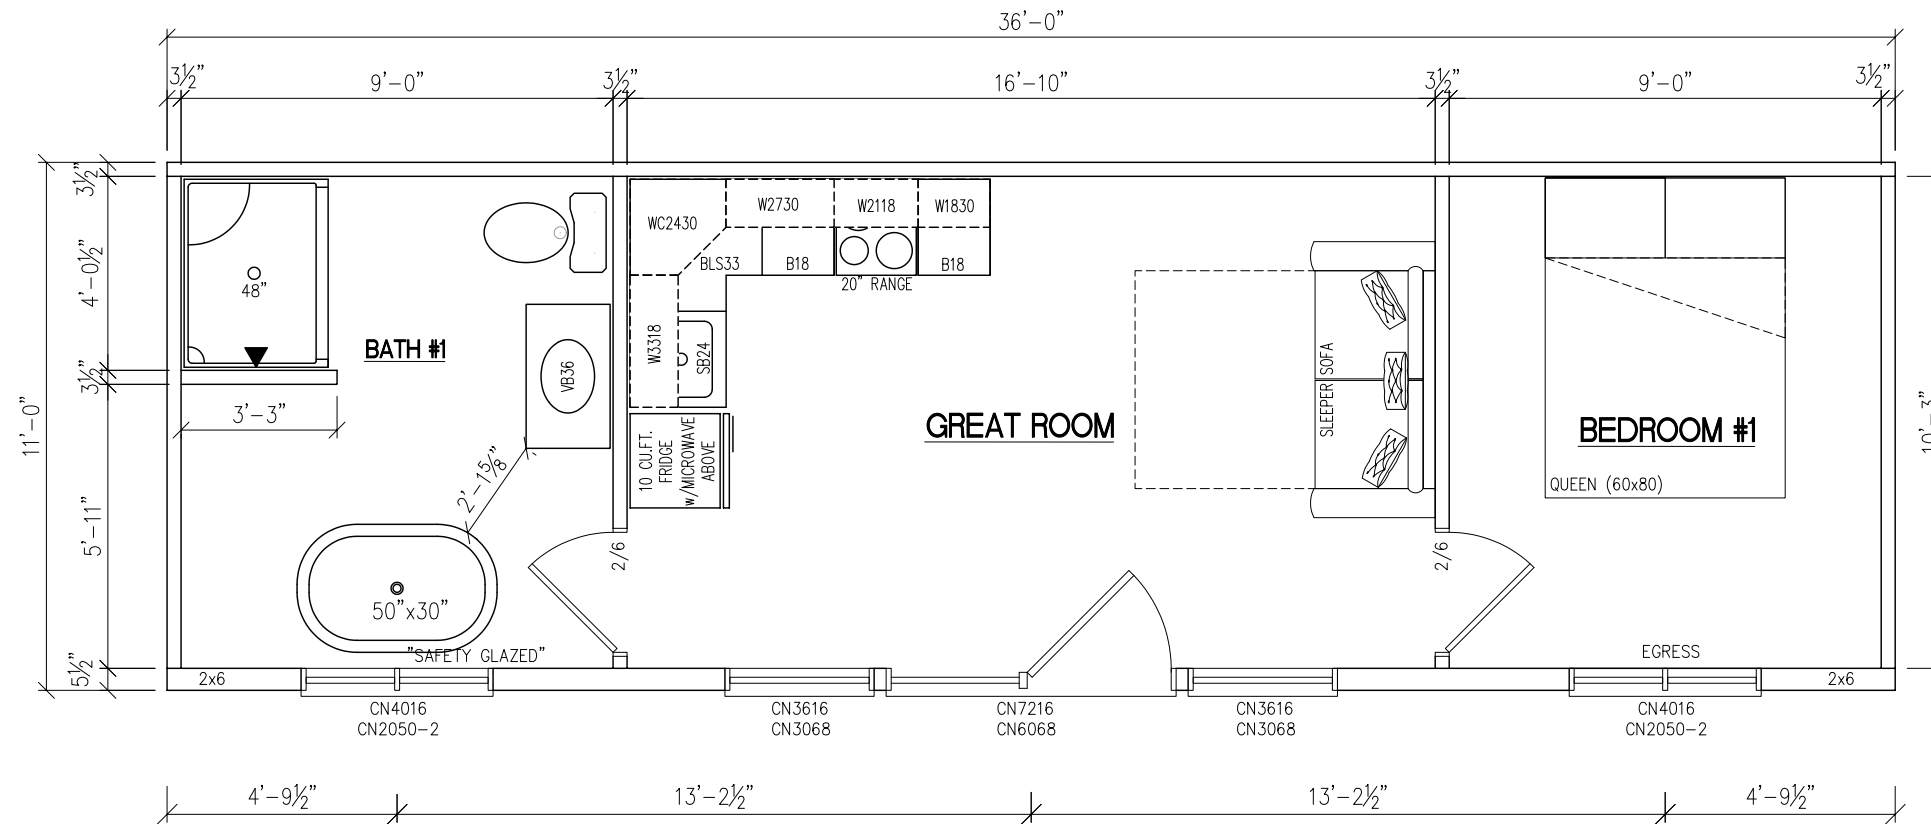 36'-0"
3½"
9'-0"
3½"
16'-10"
3½"
9'-0"
3½"
3½"
4'-0½"
3½"
5'-11"
5½"
11'-0"
10'-3"
48"
BATH #1
3'-3"
VB36
2'-1⅝"
50"x30"
"SAFETY GLAZED"
2x6
2/6
WC2430
W2730
W2118
W1830
BLS33
B18
B18
20" RANGE
W3318
SB24
10 CU.FT.
FRIDGE
w/MICROWAVE
ABOVE
GREAT ROOM
SLEEPER SOFA
2/6
BEDROOM #1
QUEEN (60x80)
EGRESS
2x6
CN4016
CN2050-2
CN3616
CN3068
CN7216
CN6068
CN3616
CN3068
CN4016
CN2050-2
4'-9½"
13'-2½"
13'-2½"
4'-9½"